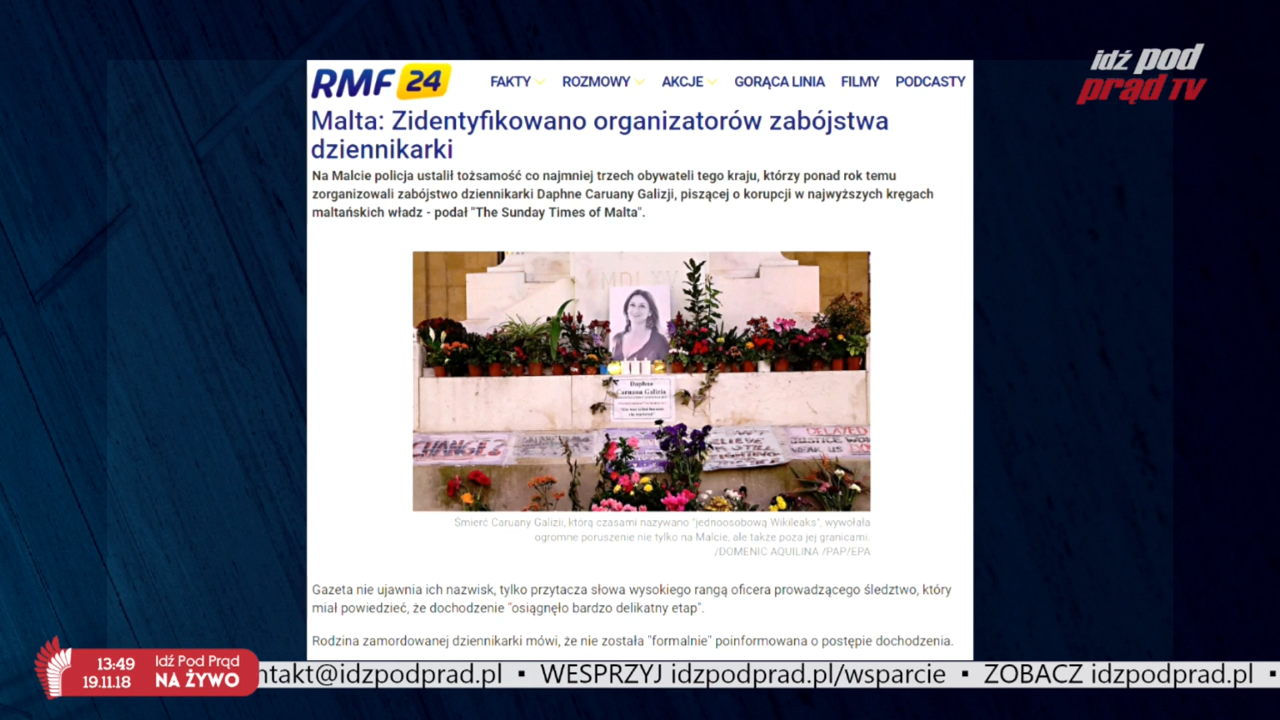 idź pod
prąd TV
RMF 24
FAKTY ROZMOWY AKCJE GORĄCA LINIA FILMY PODCASTY
Malta: Zidentyfikowano organizatorów zabójstwa
dziennikarki
Na Malcie policja ustalił tożsamość co najmniej trzech obywateli tego kraju, którzy ponad rok temu
zorganizowali zabójstwo dziennikarki Daphne Caruany Galizji, piszącej o korupcji w najwyższych kręgach
maltańskich władz - podał "The Sunday Times of Malta".
MDLXV
Daphne
Caruana Galizia
CHANGE?
DELAYED
JUSTICE
Śmierć Caruany Galizii, którą czasami nazywano "jednoosobową Wikileaks", wywołała
ogromne poruszenie nie tylko na Malcie, ale także poza jej granicami.
/DOMENIC AQUILINA /PAP/EPA
Gazeta nie ujawnia ich nazwisk, tylko przytacza słowa wysokiego rangą oficera prowadzącego śledztwo, który
miał powiedzieć, że dochodzenie "osiągnęło bardzo delikatny etap".
Rodzina zamordowanej dziennikarki mówi, że nie została "formalnie" poinformowana o postępie dochodzenia.
13:49
19.11.18
Idź Pod Prąd
NA ŻYWO
ntakt@idzpodprad.pl ▪ WESPRZYJ idzpodprad.pl/wsparcie ▪ ZOBACZ idzpodprad.pl ▪